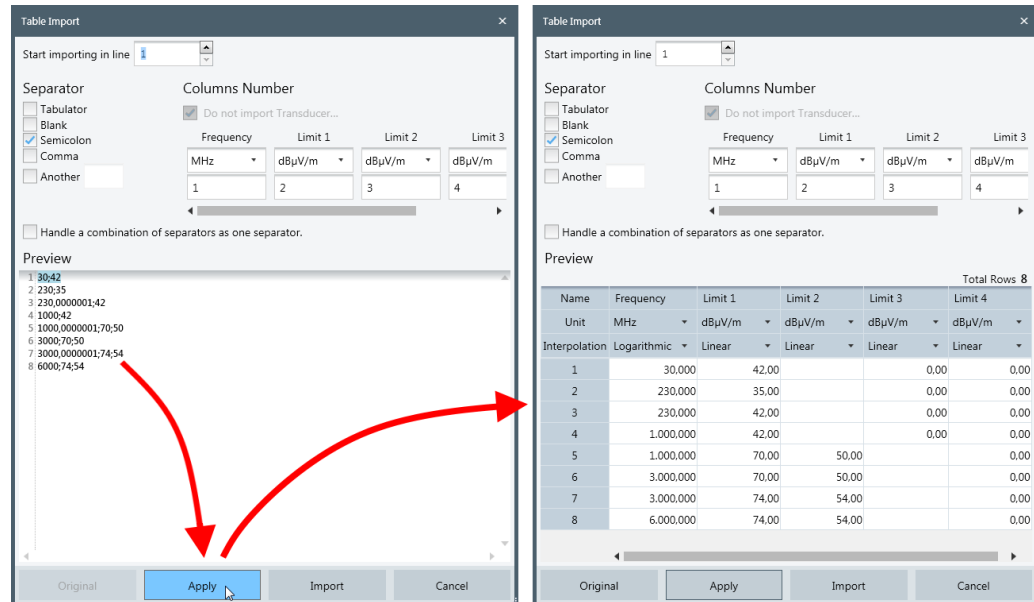 Table Import
Start importing in line 1
Separator
Columns Number
Tabulator
Do not import Transducer...
Blank
Semicolon
Frequency Limit 1 Limit 2 Limit 3
Comma
MHz dBµV/m dBµV/m dBµV/m
Another
1 2 3 4
Handle a combination of separators as one separator.
Preview
1 30;42
2 230;35
3 230,0000001;42
4 1000;42
5 1000,0000001;70;50
6 3000;70;50
7 3000,0000001;74;54
8 6000;74;54
Original Apply Import Cancel
Table Import
Start importing in line 1
Separator
Columns Number
Tabulator
Do not import Transducer...
Blank
Semicolon
Frequency Limit 1 Limit 2 Limit 3
Comma
MHz dBµV/m dBµV/m dBµV/m
Another
1 2 3 4
Handle a combination of separators as one separator.
Preview
Total Rows 8
Name Frequency Limit 1 Limit 2 Limit 3 Limit 4
Unit MHz dBµV/m dBµV/m dBµV/m dBµV/m
Interpolation Logarithmic Linear Linear Linear Linear
1 30,000 42,00 0,00 0,00
2 230,000 35,00 0,00 0,00
3 230,000 42,00 0,00 0,00
4 1.000,000 42,00 0,00 0,00
5 1.000,000 70,00 50,00 0,00
6 3.000,000 70,00 50,00 0,00
7 3.000,000 74,00 54,00 0,00
8 6.000,000 74,00 54,00 0,00
Original Apply Import Cancel